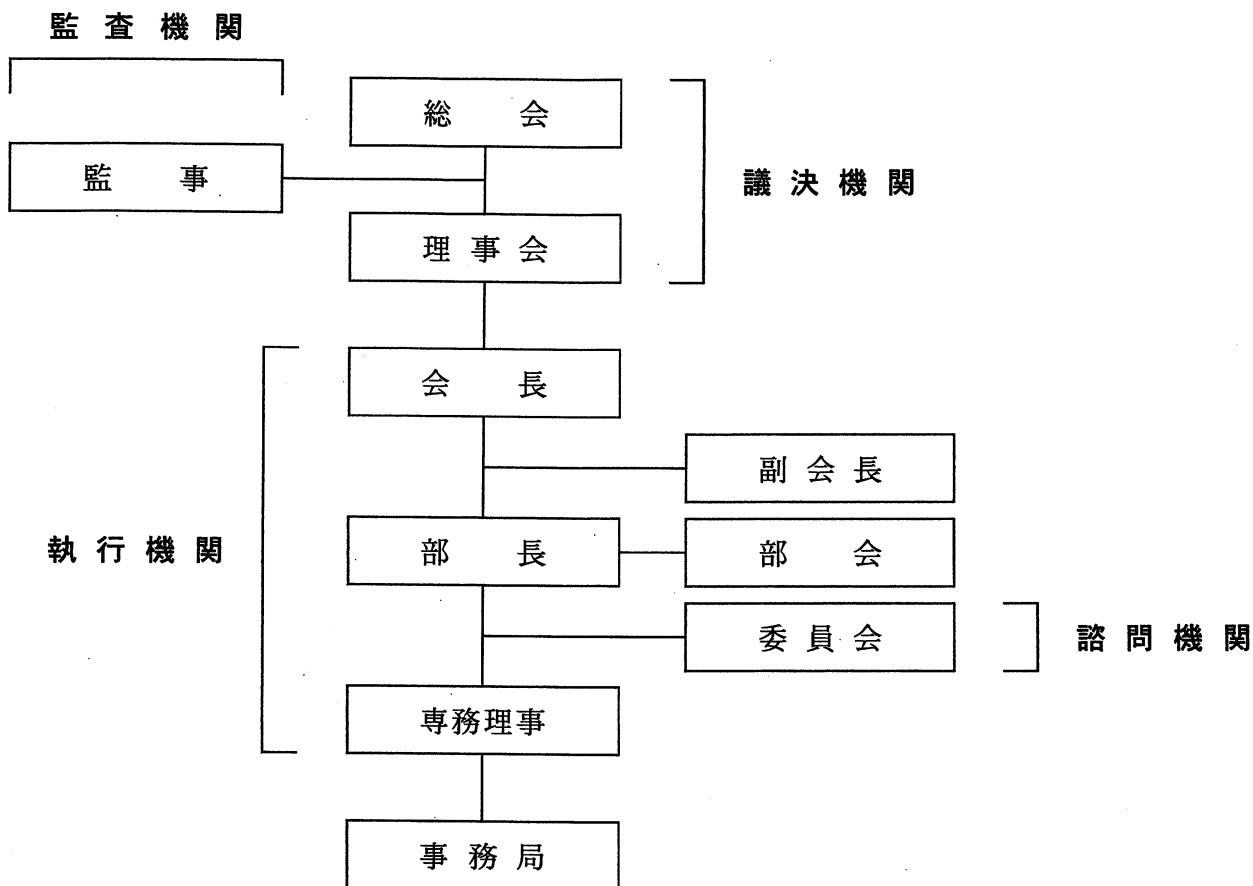 監査機関
総会
監事
議決機関
理事会
会長
副会長
執行機関
部長
部会
委員会
諮問機関
専務理事
事務局